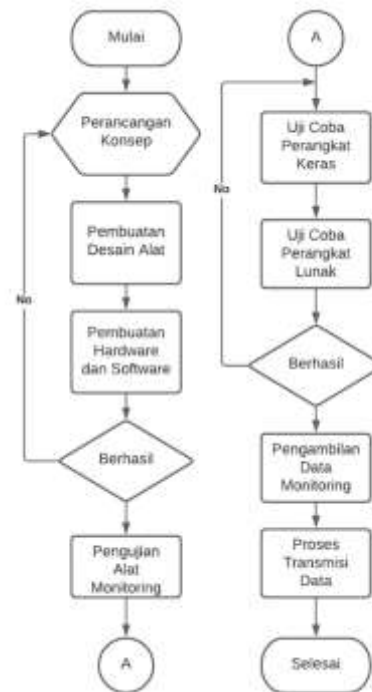 Mulai
Perancangan
Konsep
Pembuatan
Desain Alat
No
Pembuatan
Hardware
dan Software
Berhasil
Pengujian
Alat
Monitoring
A
A
Uji Coba
Perangkat
Keras
No
Uji Coba
Perangkat
Lunak
Berhasil
Pengambilan
Data
Monitoring
Proses
Transmisi
Data
Selesai